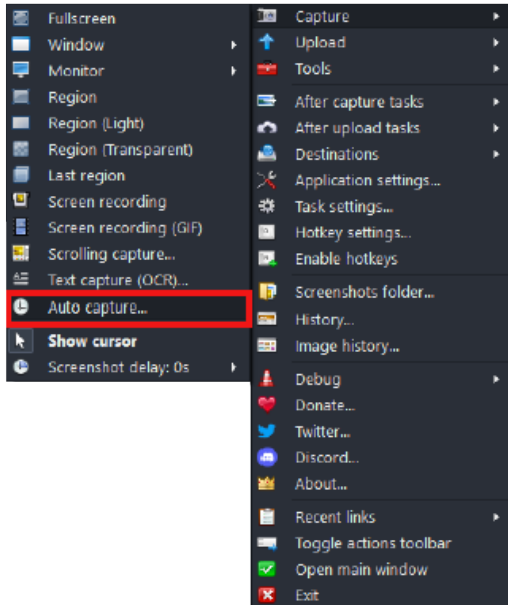 Fullscreen
Window
Monitor
Region
Region (Light)
Region (Transparent)
Last region
Screen recording
Screen recording (GIF)
Scrolling capture...
Text capture (OCR)...
Auto capture...
Show cursor
Screenshot delay: 0s
Capture
Upload
Tools
After capture tasks
After upload tasks
Destinations
Application settings...
Task settings...
Hotkey settings...
Enable hotkeys
Screenshots folder...
History...
Image history...
Debug
Donate...
Twitter...
Discord...
About...
Recent links
Toggle actions toolbar
Open main window
Exit